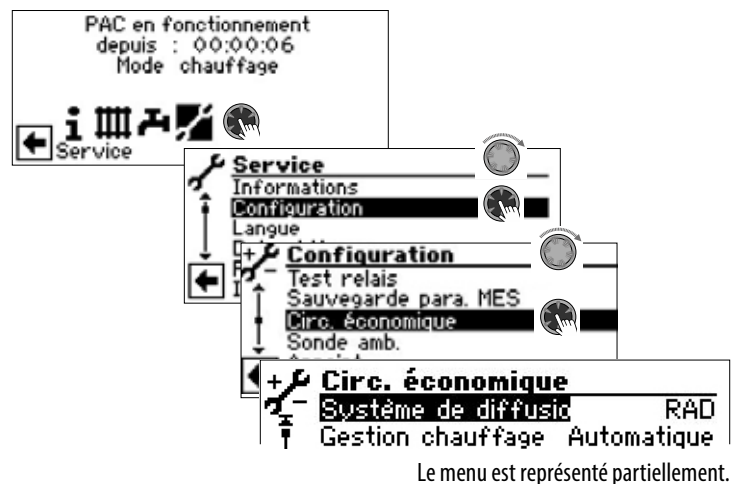 PAC en fonctionnement
depuis : 00:00:06
Mode chauffage
Service
Service
Informations
Configuration
Langue
Configuration
Test relais
Sauvegarde para. MES
Circ. économique
Sonde amb.
Circ. économique
Système de diffusio RAD
Gestion chauffage Automatique
Le menu est représenté partiellement.